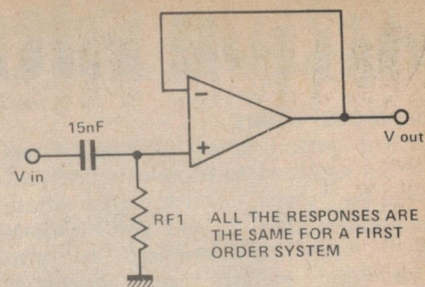 15nF
−
+
V in
V out
RF1
ALL THE RESPONSES ARE
THE SAME FOR A FIRST
ORDER SYSTEM